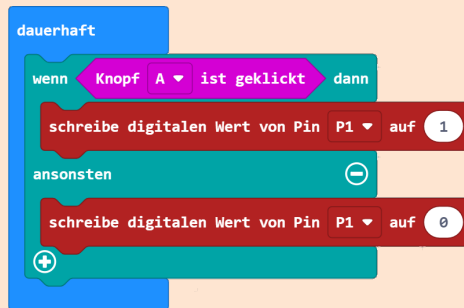 dauerhaft
wenn Knopf A ist geklickt dann
schreibe digitalen Wert von Pin P1 auf 1
ansonsten
schreibe digitalen Wert von Pin P1 auf 0